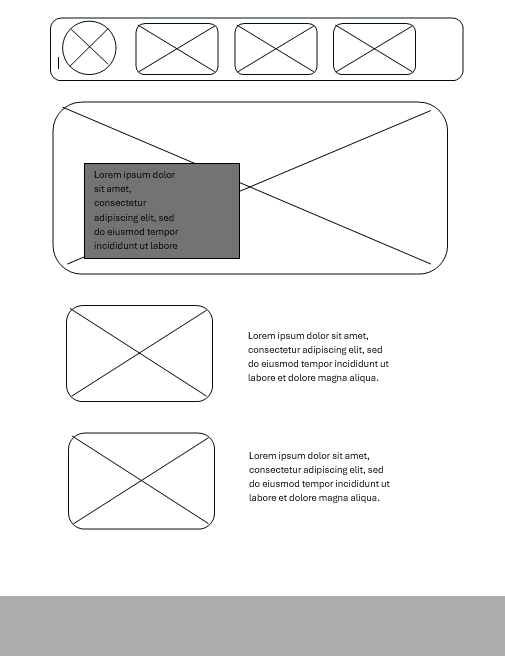 Lorem ipsum dolor
sit amet,
consectetur
adipiscing elit, sed
do eiusmod tempor
incididunt ut labore
Lorem ipsum dolor sit amet,
consectetur adipiscing elit, sed
do eiusmod tempor incididunt ut
labore et dolore magna aliqua.
Lorem ipsum dolor sit amet,
consectetur adipiscing elit, sed
do eiusmod tempor incididunt ut
labore et dolore magna aliqua.